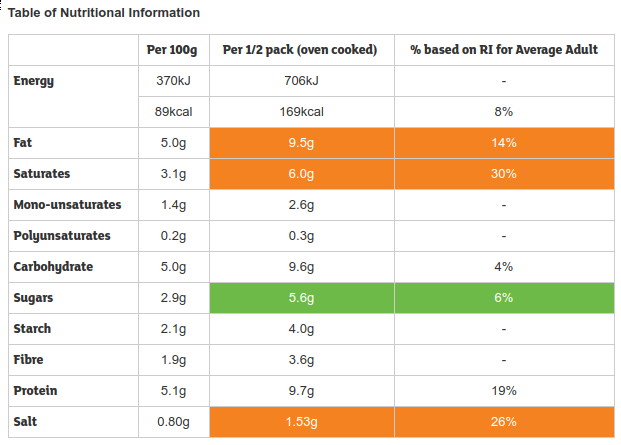 Table of Nutritional Information
Per 100g Per 1/2 pack (oven cooked) % based on RI for Average Adult
Energy 370kJ 706kJ -
89kcal 169kcal 8%
Fat 5.0g 9.5g 14%
Saturates 3.1g 6.0g 30%
Mono-unsaturates 1.4g 2.6g -
Polyunsaturates 0.2g 0.3g -
Carbohydrate 5.0g 9.6g 4%
Sugars 2.9g 5.6g 6%
Starch 2.1g 4.0g -
Fibre 1.9g 3.6g -
Protein 5.1g 9.7g 19%
Salt 0.80g 1.53g 26%